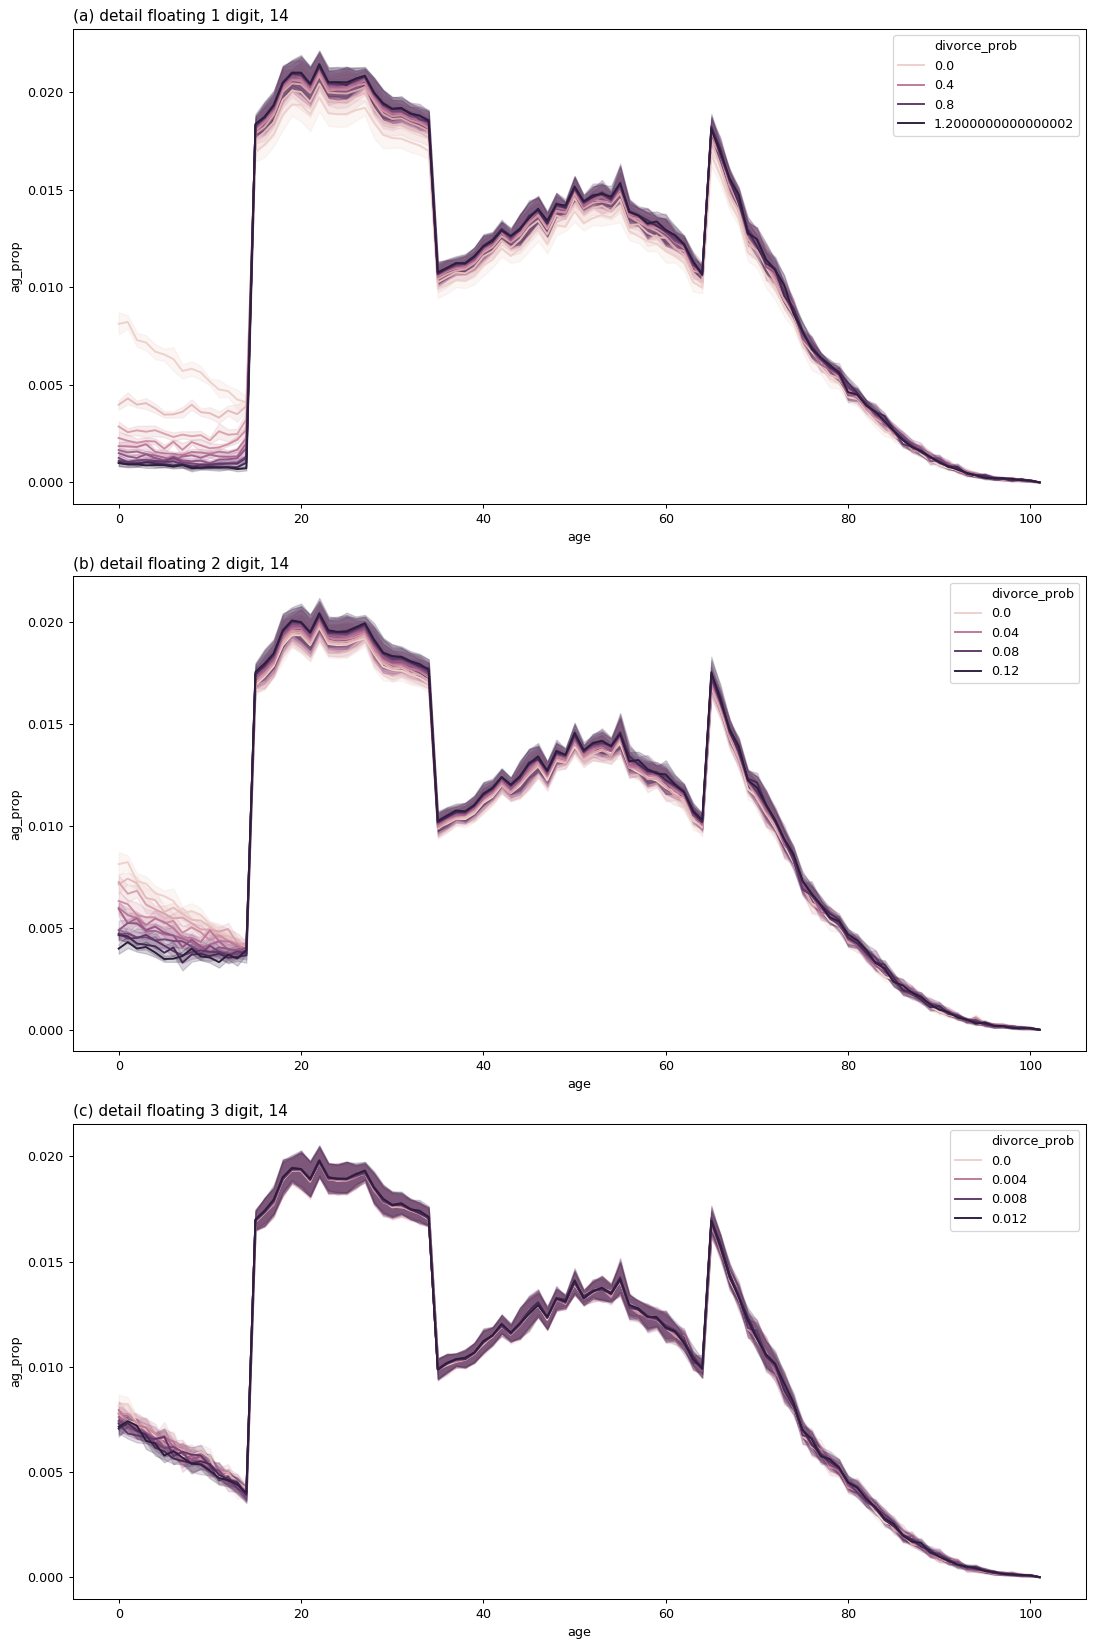 (a) detail floating 1 digit, 14
divorce_prob
0.0
0.4
0.8
1.2000000000000002
0.020
0.015
0.010
0.005
0.000
ag_prop
0 20 40 60 80 100
age
(b) detail floating 2 digit, 14
divorce_prob
0.0
0.04
0.08
0.12
0.020
0.015
0.010
0.005
0.000
ag_prop
0 20 40 60 80 100
age
(c) detail floating 3 digit, 14
divorce_prob
0.0
0.004
0.008
0.012
0.020
0.015
0.010
0.005
0.000
ag_prop
0 20 40 60 80 100
age